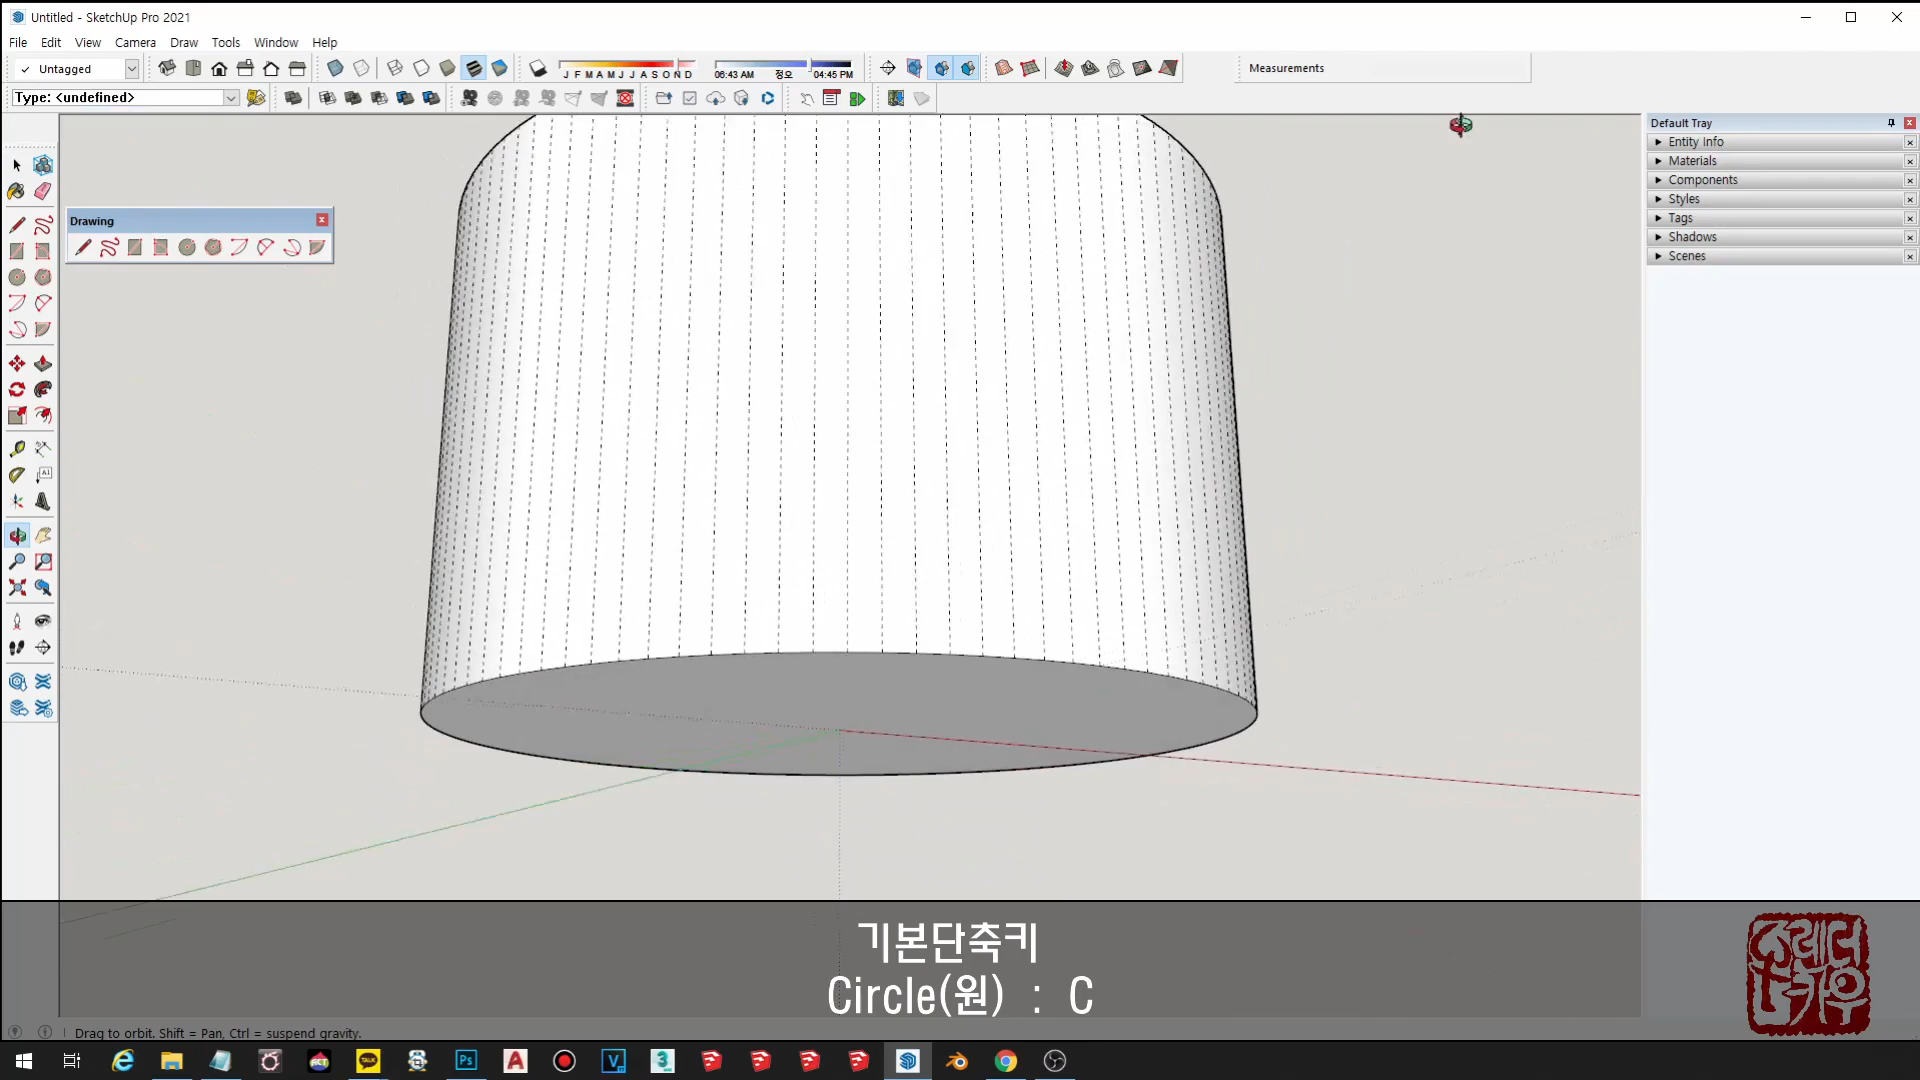 Untitled - SketchUp Pro 2021
File Edit View Camera Draw Tools Window Help
Untagged
J F M A M J J A S O N D
06:43 AM 정오 04:45 PM
Measurements
Type: <undefined>
Default Tray
Entity Info
Materials
Components
Styles
Tags
Shadows
Scenes
Drawing
기본단축키
Circle(원) : C
Drag to orbit. Shift = Pan, Ctrl = suspend gravity.